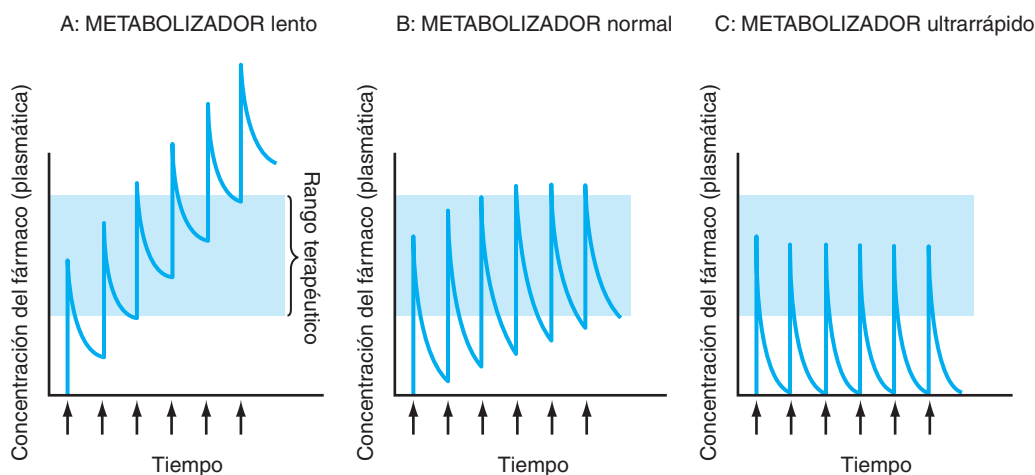 A: METABOLIZADOR lento
Concentración del fármaco (plasmática)
Rango terapéutico
Tiempo
B: METABOLIZADOR normal
Concentración del fármaco (plasmática)
Tiempo
C: METABOLIZADOR ultrarrápido
Concentración del fármaco (plasmática)
Tiempo